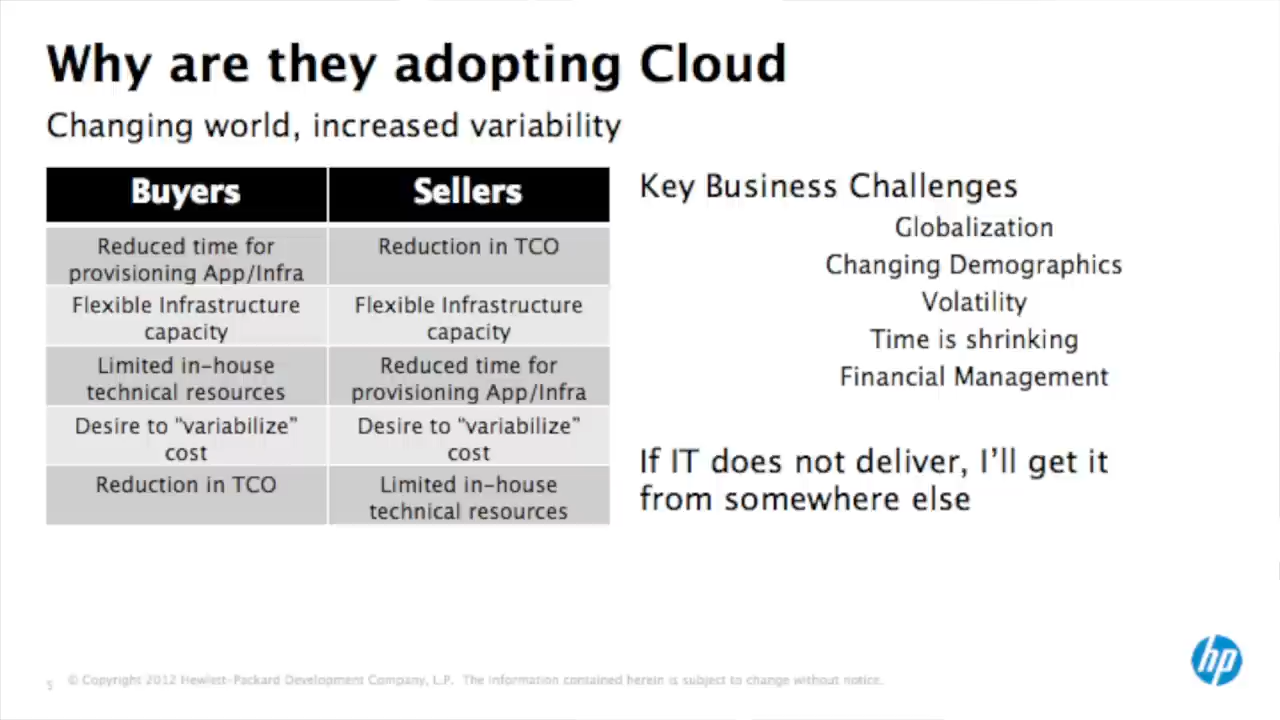 Why are they adopting Cloud
Changing world, increased variability
Buyers
Sellers
Reduced time for
provisioning App/Infra
Reduction in TCO
Flexible Infrastructure
capacity
Flexible Infrastructure
capacity
Limited in-house
technical resources
Reduced time for
provisioning App/Infra
Desire to “variabilize”
cost
Desire to “variabilize”
cost
Reduction in TCO
Limited in-house
technical resources
Key Business Challenges
Globalization
Changing Demographics
Volatility
Time is shrinking
Financial Management
If IT does not deliver, I’ll get it
from somewhere else
© Copyright 2012 Hewlett-Packard Development Company, L.P. The information contained herein is subject to change without notice.
hp